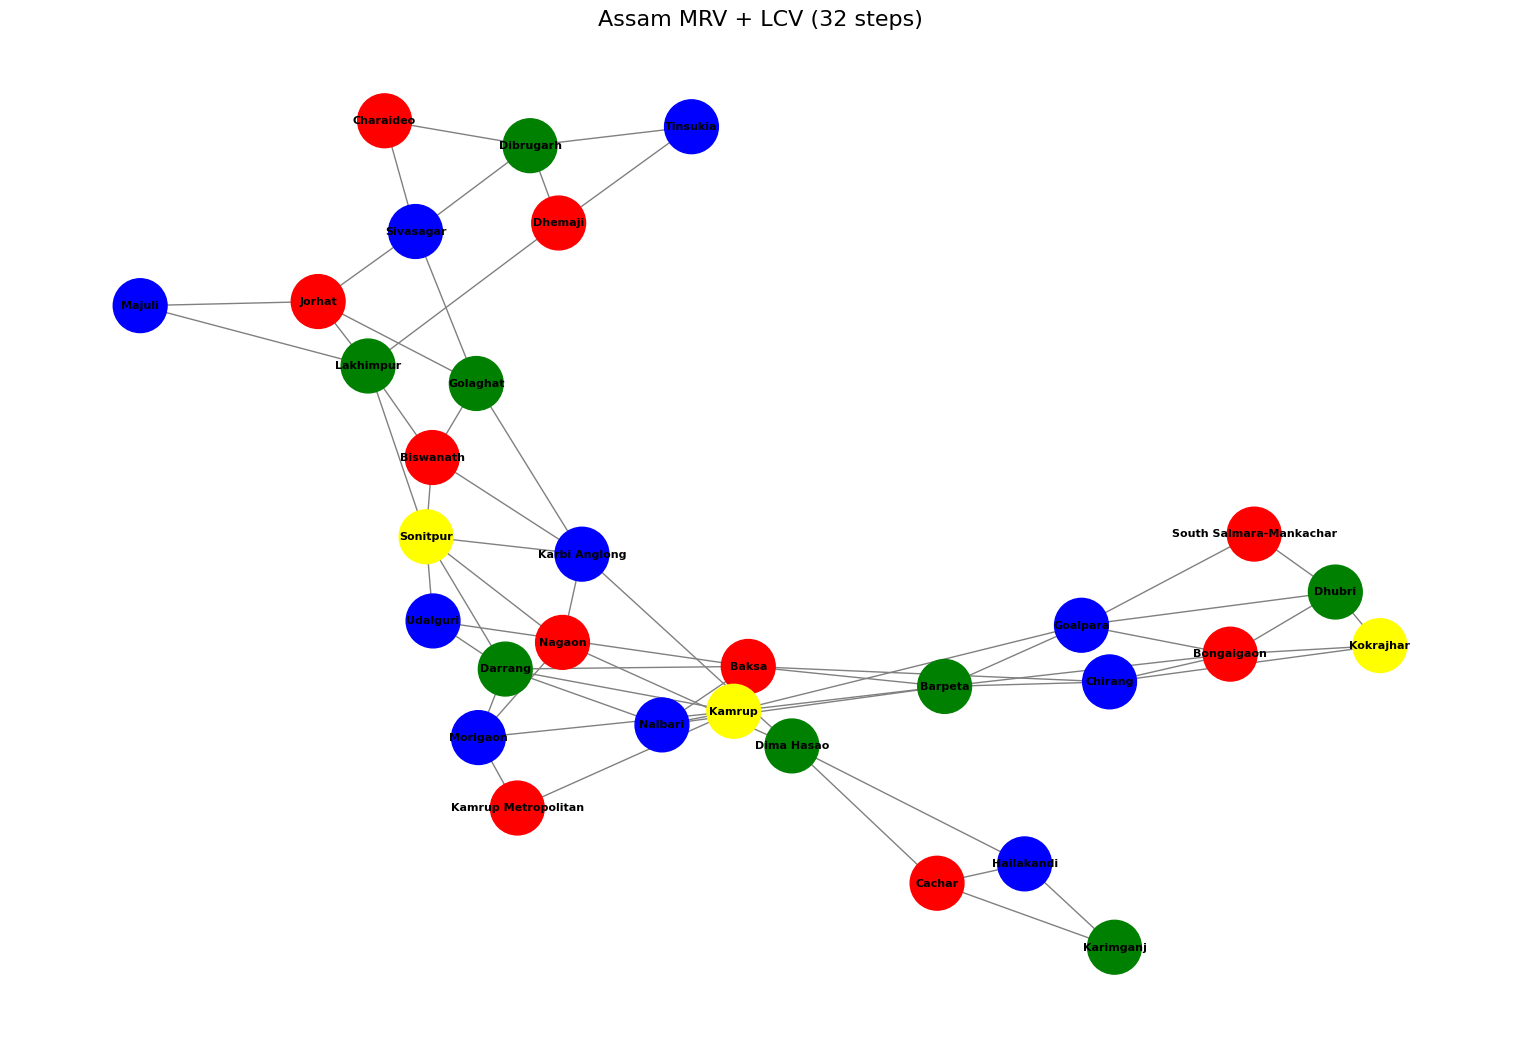 Assam MRV + LCV (32 steps)
Charaideo
Tinsukia
Dibrugarh
Dhemaji
Sivasagar
Jorhat
Majuli
Lakhimpur
Golaghat
Biswanath
South Salmara-Mankachar
Sonitpur
Karbi Anglong
Dhubri
Udalguri
Goalpara
Nagaon
Kokrajhar
Bongaigaon
Baksa
Darrang
Chirang
Barpeta
Kamrup
Nalbari
Morigaon
Dima Hasao
Kamrup Metropolitan
Hailakandi
Cachar
Karimganj